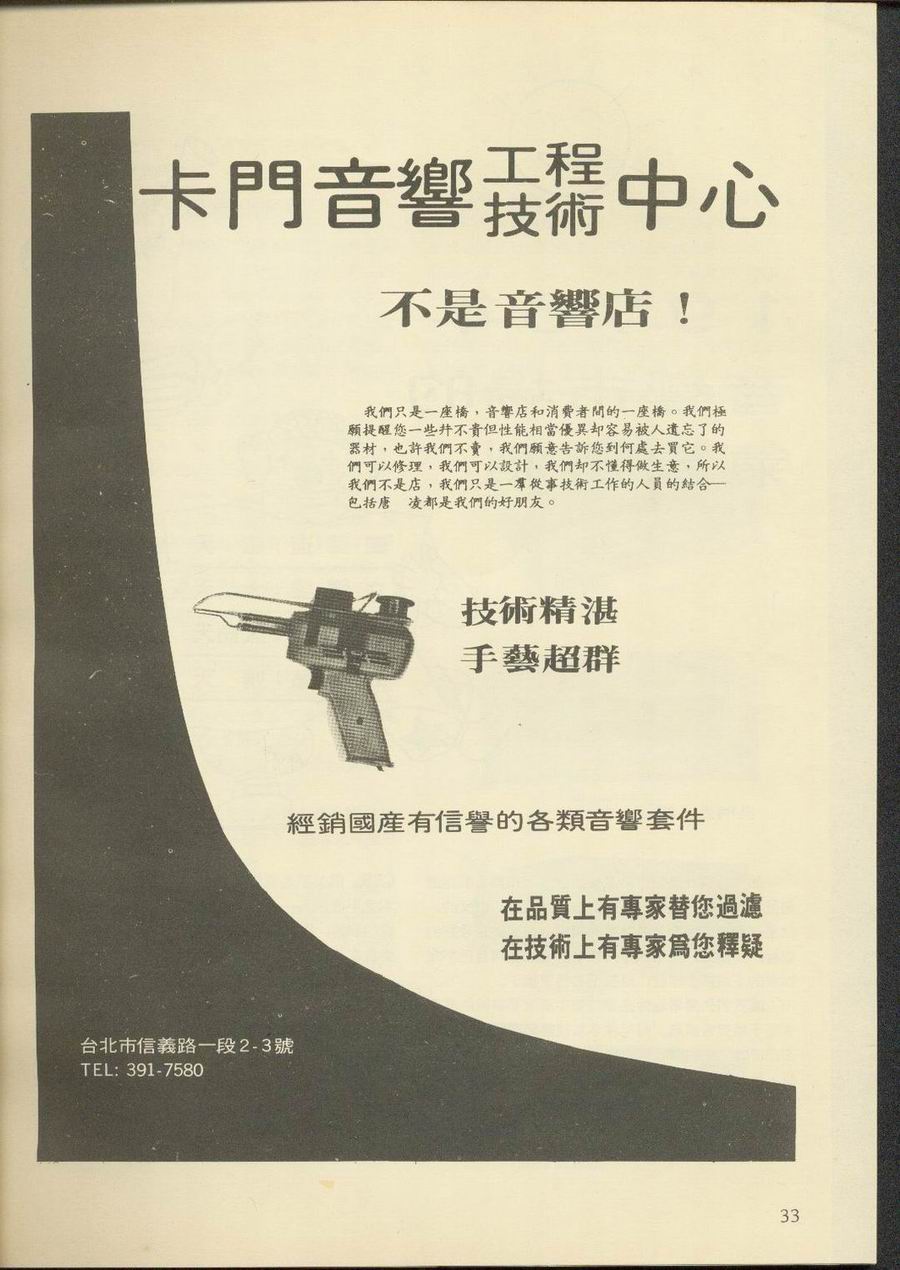 卡門音響工程技術中心
不是音響店！
我們只是一座橋，音響店和消費者間的一座橋。我們極
願提醒您一些幷不貴但性能相當優異却容易被人遺忘了的
器材，也許我們不賣，我們願意告訴您到何處去買它。我
們可以修理，我們可以設計，我們却不懂得做生意，所以
我們不是店，我們只是一羣從事技術工作的人員的結合──
包括唐　凌都是我們的好朋友。
技術精湛
手藝超群
經銷國產有信譽的各類音響套件
在品質上有專家替您過濾
在技術上有專家爲您釋疑
台北市信義路一段2-3號
TEL: 391-7580
33